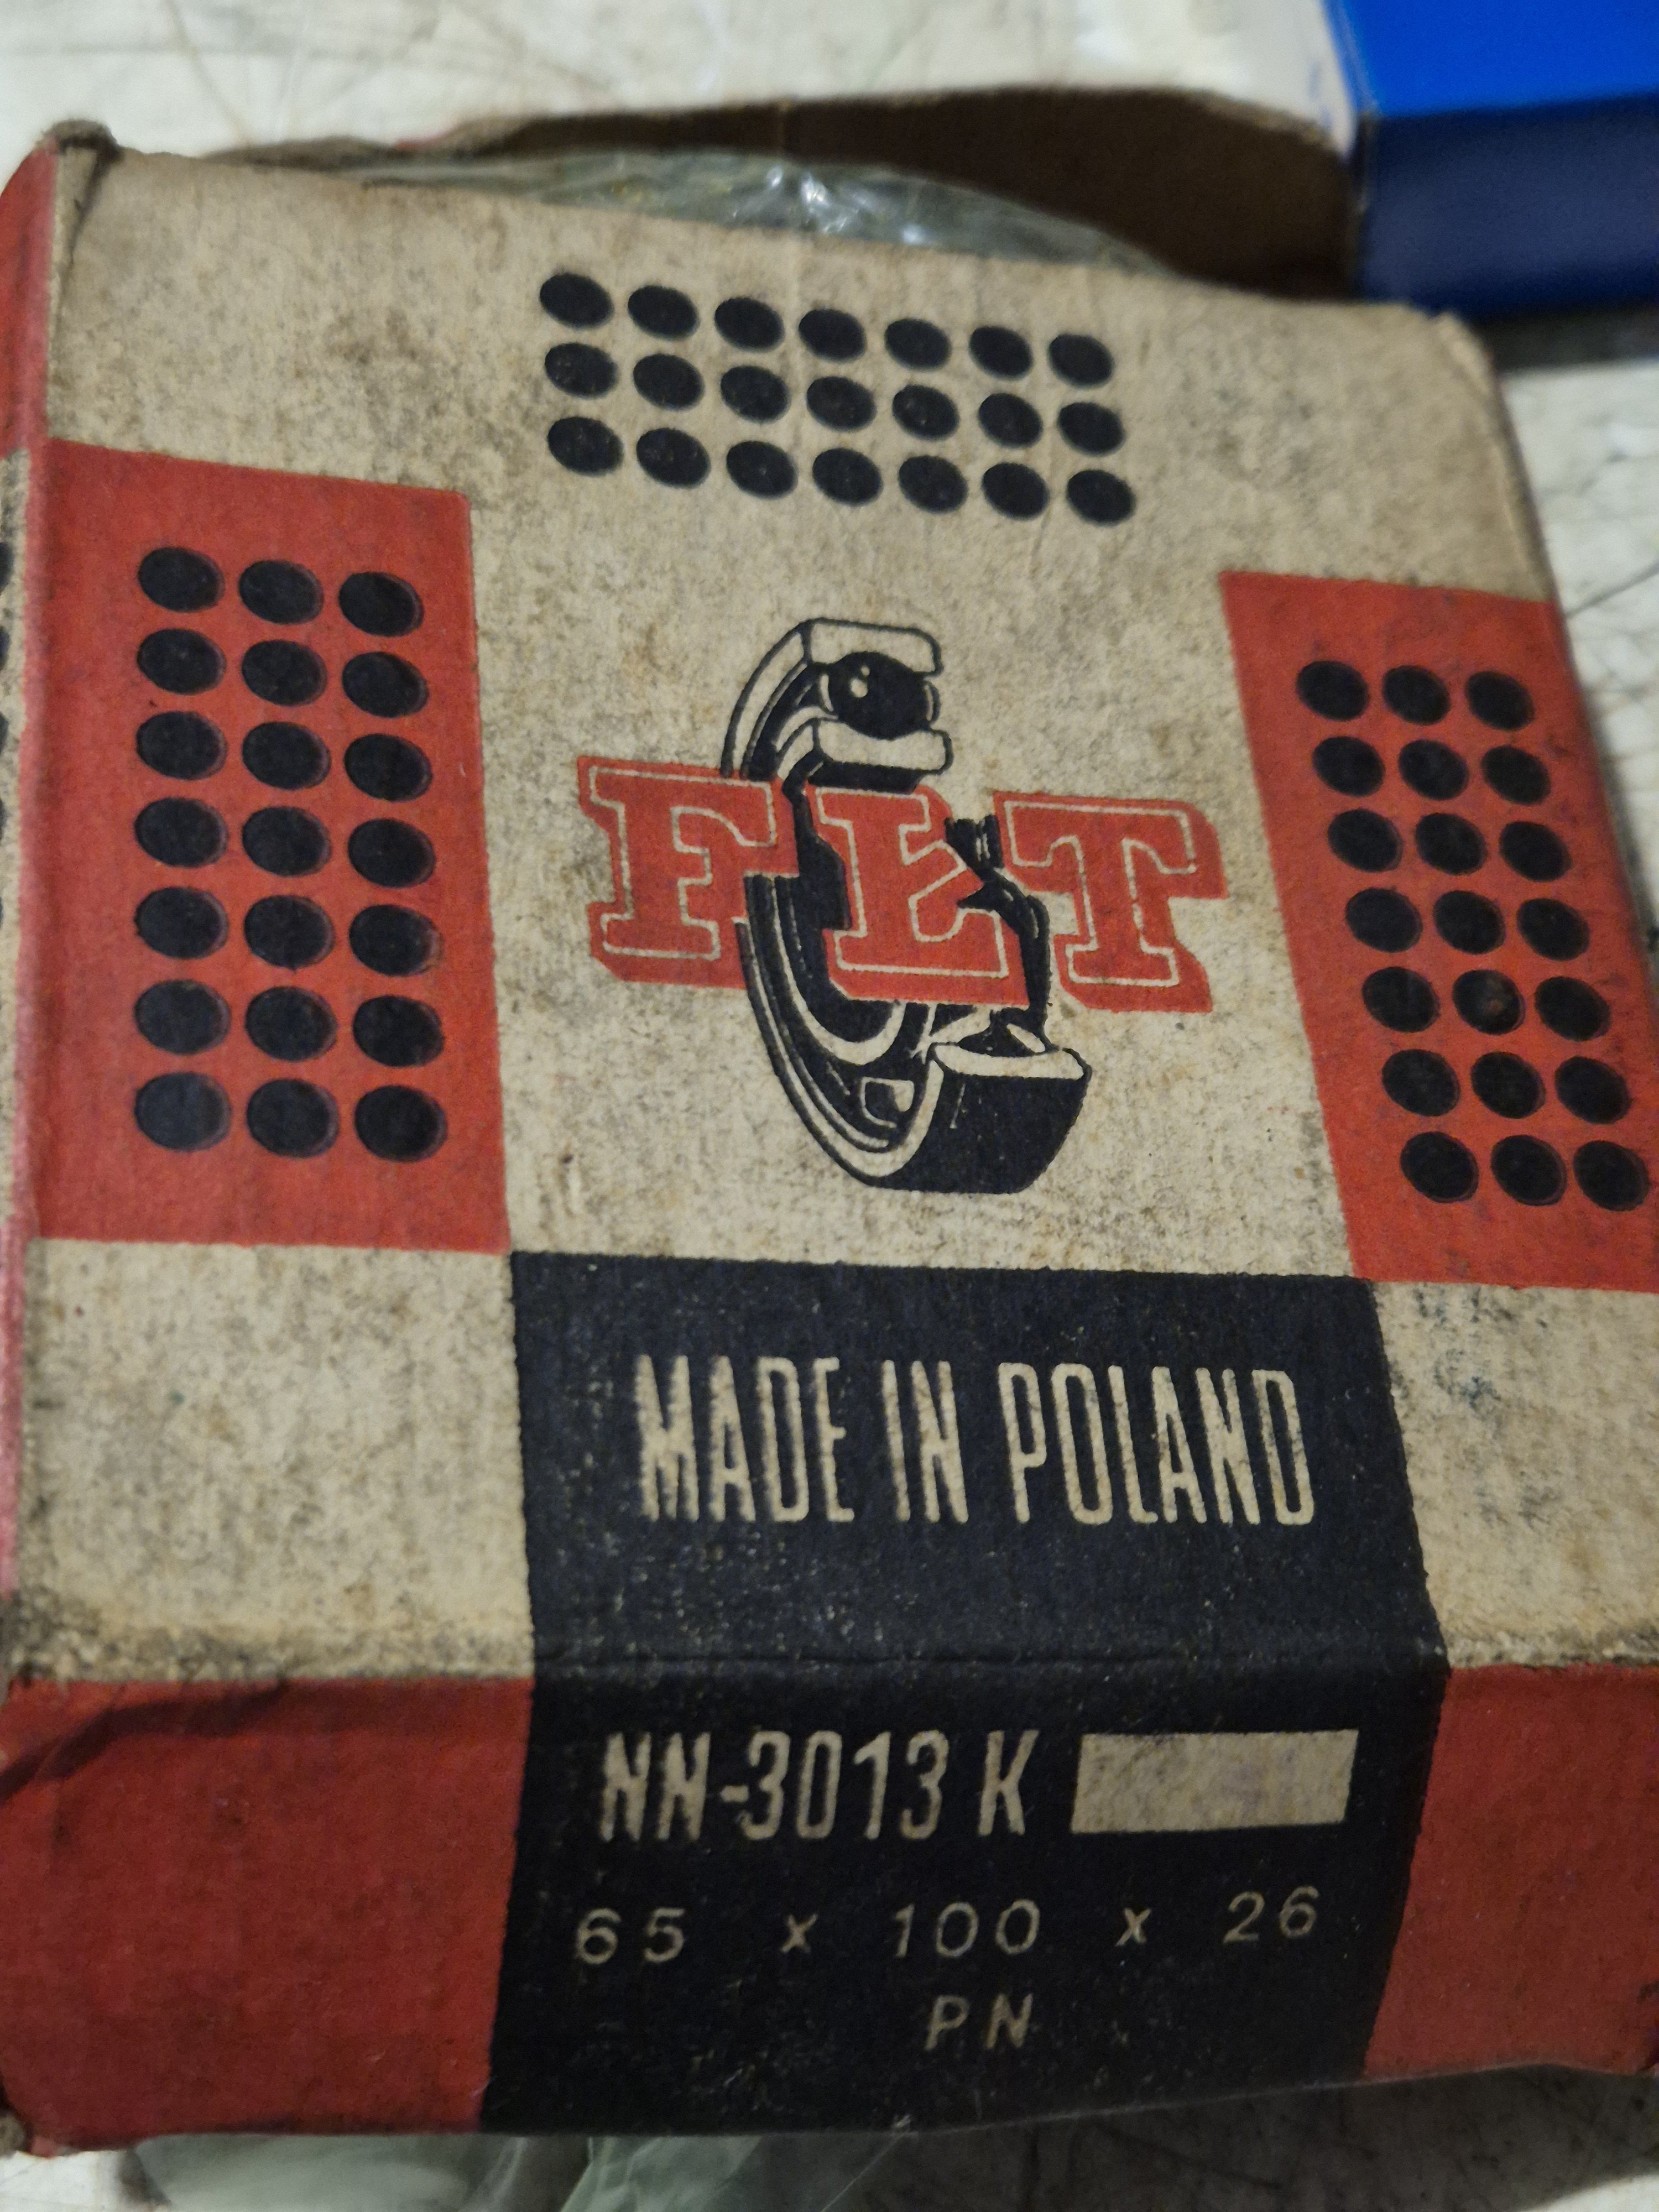 FŁT
MADE IN POLAND
NN-3013 K
65 x 100 x 26
PN